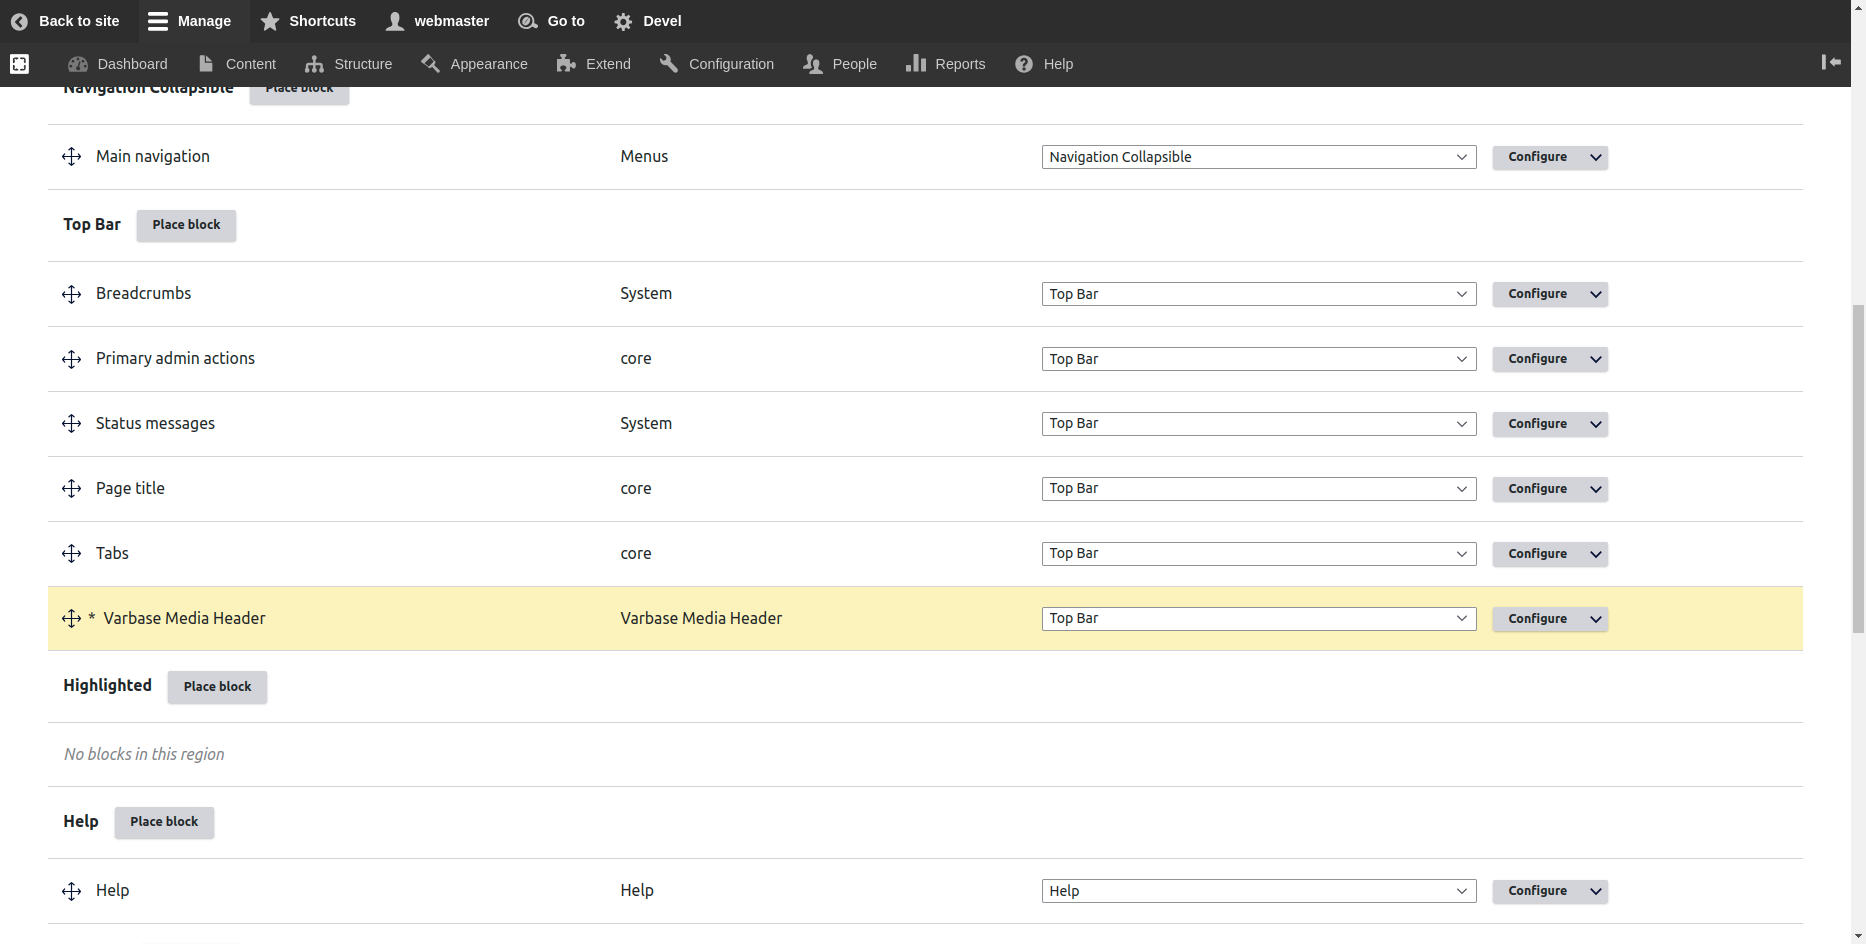 Back to site Manage Shortcuts webmaster Go to Devel
Dashboard Content Structure Appearance Extend Configuration People Reports Help
Navigation Collapsible Place block
Main navigation Menus Navigation Collapsible Configure
Top Bar Place block
Breadcrumbs System Top Bar Configure
Primary admin actions core Top Bar Configure
Status messages System Top Bar Configure
Page title core Top Bar Configure
Tabs core Top Bar Configure
* Varbase Media Header Varbase Media Header Top Bar Configure
Highlighted Place block
No blocks in this region
Help Place block
Help Help Help Configure